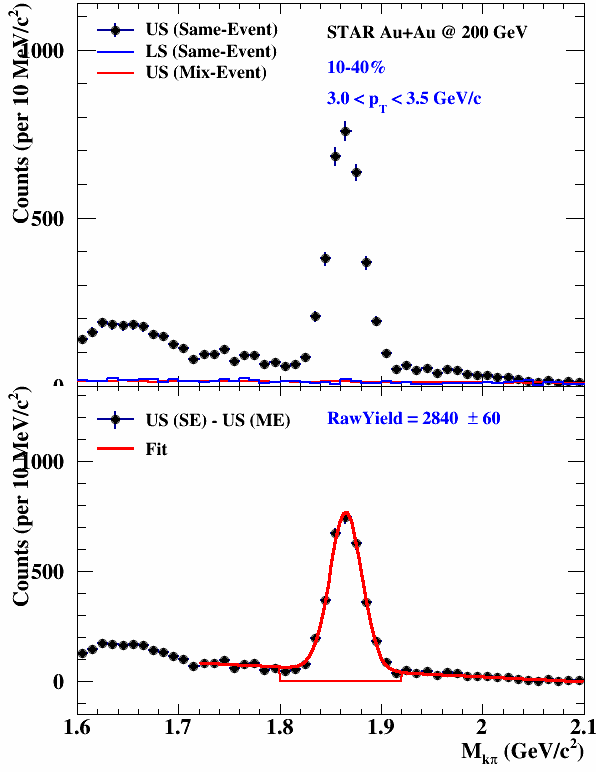 Counts (per 10 MeV/c²)
1000
500
0
US (Same-Event)
LS (Same-Event)
US (Mix-Event)
STAR Au+Au @ 200 GeV
10-40%
3.0 < p_T < 3.5 GeV/c
Counts (per 10 MeV/c²)
1000
500
0
US (SE) - US (ME)
Fit
RawYield = 2840 ± 60
1.6 1.7 1.8 1.9 2 2.1
M_kπ (GeV/c²)